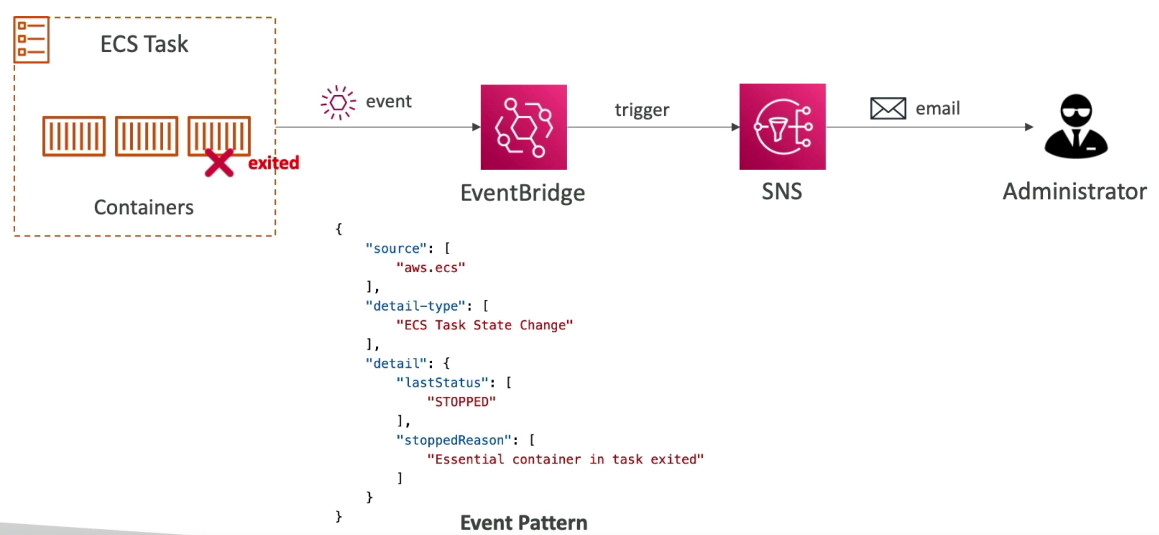 ECS Task
event
trigger
email
exited
Containers
EventBridge
SNS
Administrator
{
    "source": [
        "aws.ecs"
    ],
    "detail-type": [
        "ECS Task State Change"
    ],
    "detail": {
        "lastStatus": [
            "STOPPED"
        ],
        "stoppedReason": [
            "Essential container in task exited"
        ]
    }
}
Event Pattern